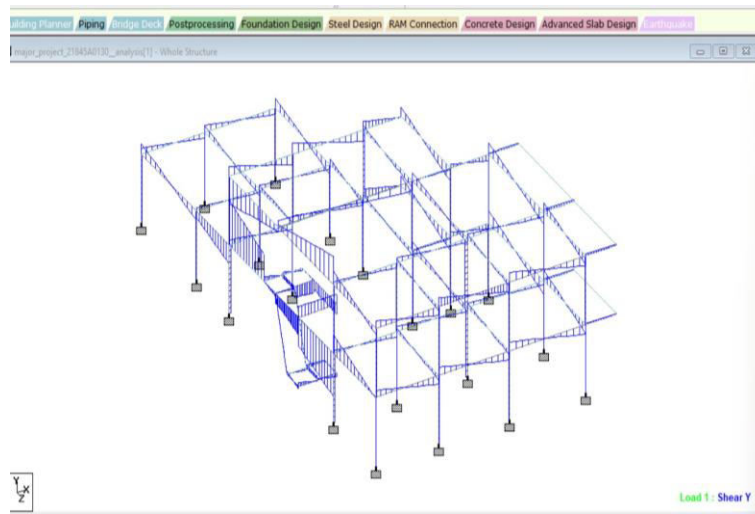 uilding Planner Piping Bridge Deck Postprocessing Foundation Design Steel Design RAM Connection Concrete Design Advanced Slab Design Earthquake
major_project_21845A0130__analysis[1] - Whole Structure
Y
X
Z
Load 1 : Shear Y